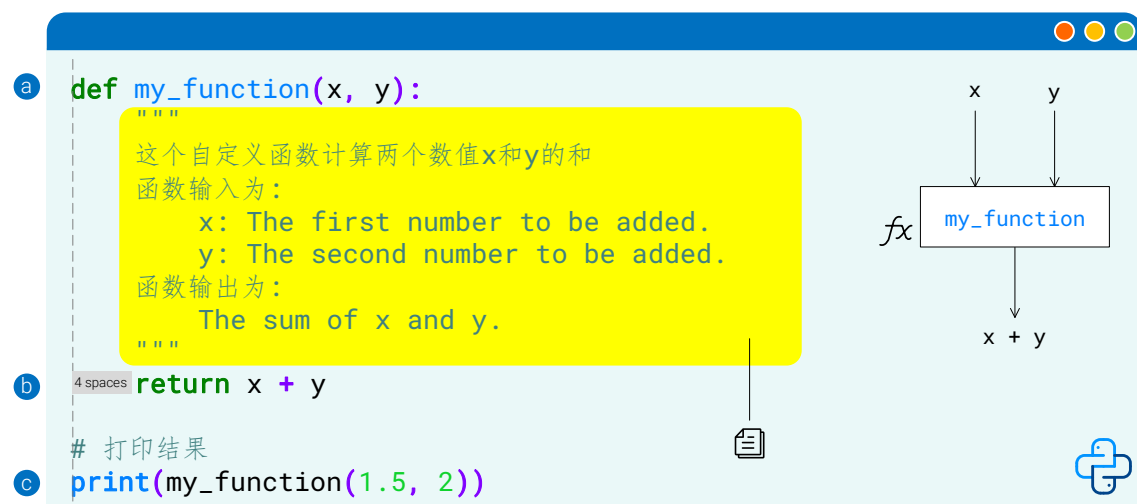 a def my_function(x, y):
"""
这个自定义函数计算两个数值x和y的和
函数输入为:
x: The first number to be added.
y: The second number to be added.
函数输出为:
The sum of x and y.
"""
b 4 spaces return x + y
# 打印结果
c print(my_function(1.5, 2))
x y
fx my_function
x + y